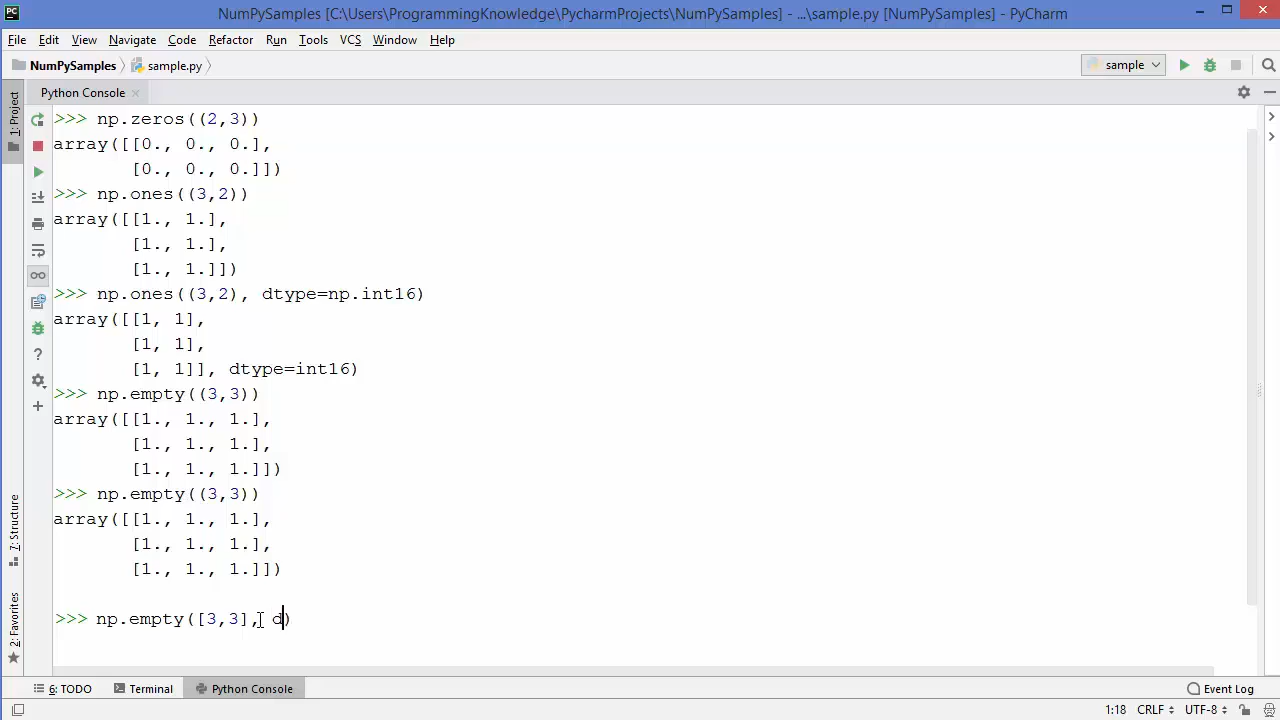 PC NumPySamples [C:\Users\ProgrammingKnowledge\PycharmProjects\NumPySamples] - ...\sample.py [NumPySamples] - PyCharm
File Edit View Navigate Code Refactor Run Tools VCS Window Help
NumPySamples sample.py sample
1: Project
Python Console
>>> np.zeros((2,3))
array([[0., 0., 0.],
[0., 0., 0.]])
>>> np.ones((3,2))
array([[1., 1.],
[1., 1.],
[1., 1.]])
>>> np.ones((3,2), dtype=np.int16)
array([[1, 1],
[1, 1],
[1, 1]], dtype=int16)
>>> np.empty((3,3))
array([[1., 1., 1.],
[1., 1., 1.],
[1., 1., 1.]])
>>> np.empty((3,3))
array([[1., 1., 1.],
[1., 1., 1.],
[1., 1., 1.]])
>>> np.empty([3,3], d)
7: Structure
2: Favorites
6: TODO Terminal Python Console Event Log
1:18 CRLF UTF-8